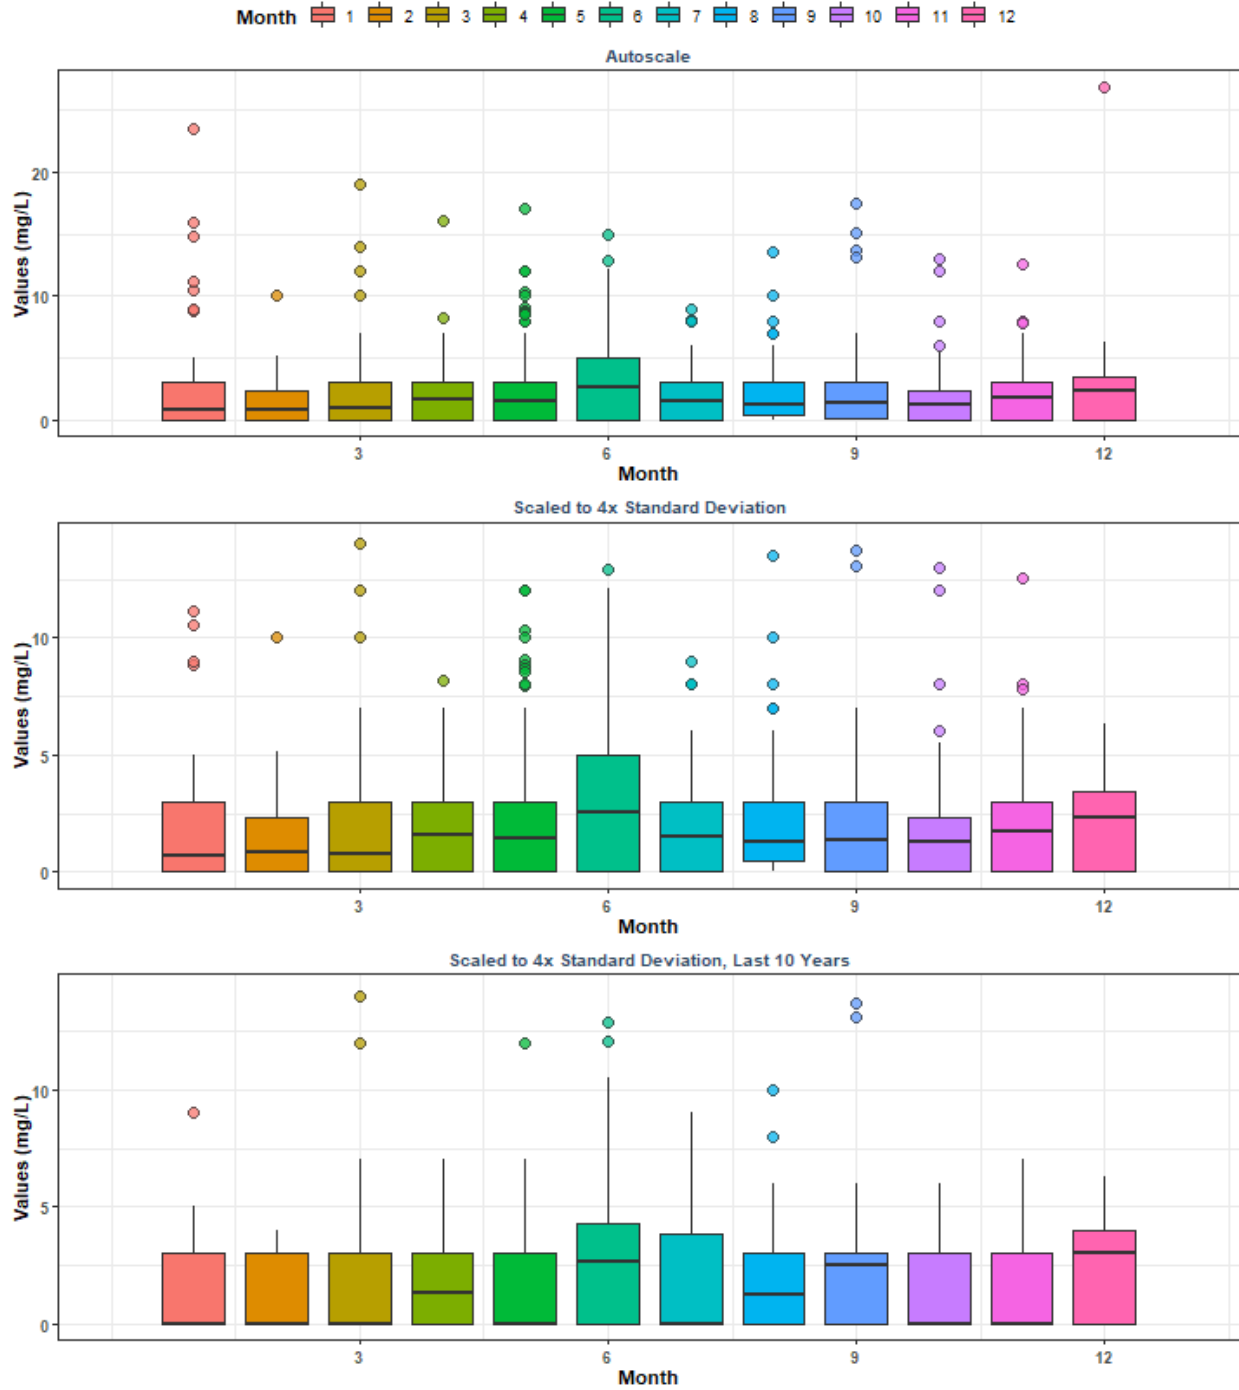 Month 1 2 3 4 5 6 7 8 9 10 11 12
Autoscale
Values (mg/L)
20
10
0
3 6 9 12
Month
Scaled to 4x Standard Deviation
Values (mg/L)
10
5
0
3 6 9 12
Month
Scaled to 4x Standard Deviation, Last 10 Years
Values (mg/L)
10
5
0
3 6 9 12
Month